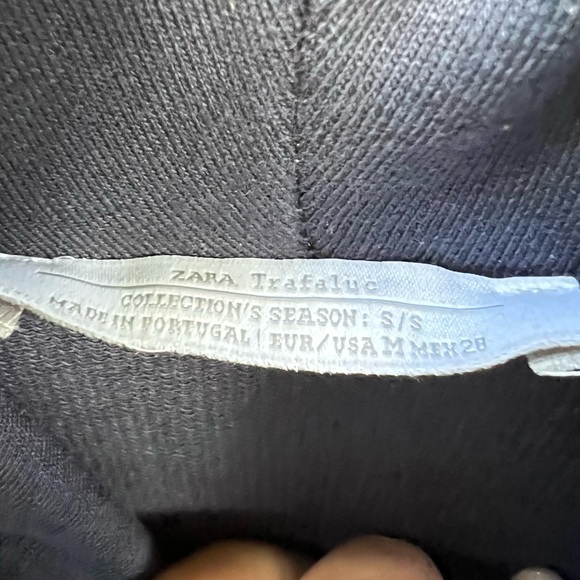 ZARA Trafaluc
COLLECTION'S SEASON: S/S
MADE IN PORTUGAL | EUR/USA M MEX 28